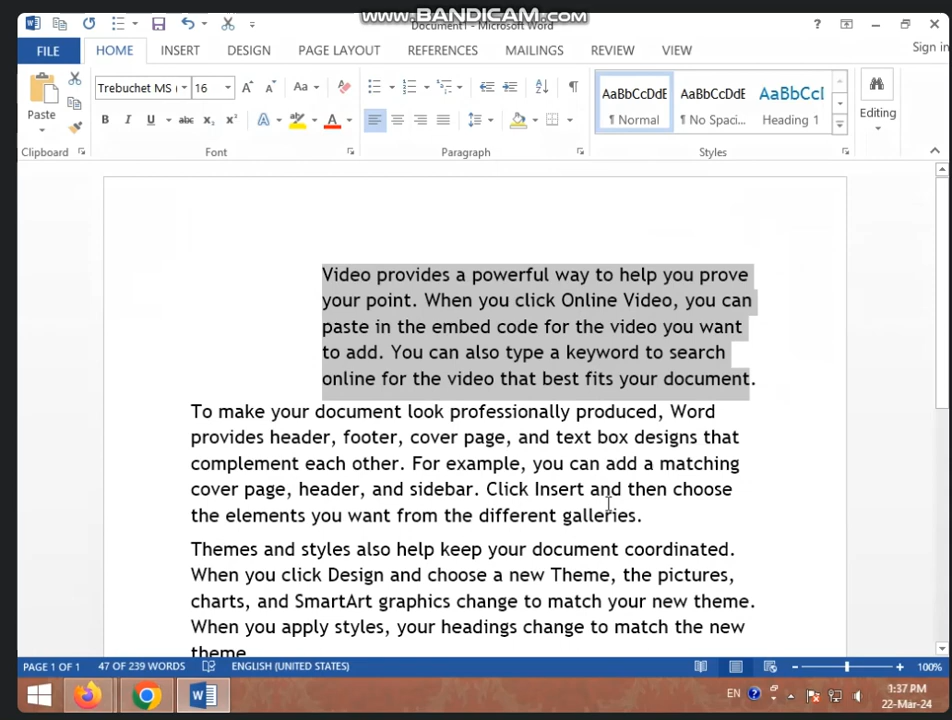 www.BANDICAM.com
Document1 - Microsoft Word
Sign in
FILE HOME INSERT DESIGN PAGE LAYOUT REFERENCES MAILINGS REVIEW VIEW
Paste
Trebuchet MS ( 16
Aa
B I U abc x₂ x² A A
AaBbCcDdE AaBbCcDdE AaBbCcI
¶ Normal ¶ No Spaci... Heading 1
Editing
Clipboard Font Paragraph Styles
Video provides a powerful way to help you prove
your point. When you click Online Video, you can
paste in the embed code for the video you want
to add. You can also type a keyword to search
online for the video that best fits your document.
To make your document look professionally produced, Word
provides header, footer, cover page, and text box designs that
complement each other. For example, you can add a matching
cover page, header, and sidebar. Click Insert and then choose
the elements you want from the different galleries.
Themes and styles also help keep your document coordinated.
When you click Design and choose a new Theme, the pictures,
charts, and SmartArt graphics change to match your new theme.
When you apply styles, your headings change to match the new
theme.
PAGE 1 OF 1 47 OF 239 WORDS ENGLISH (UNITED STATES) 100%
EN
1:37 PM
22-Mar-24